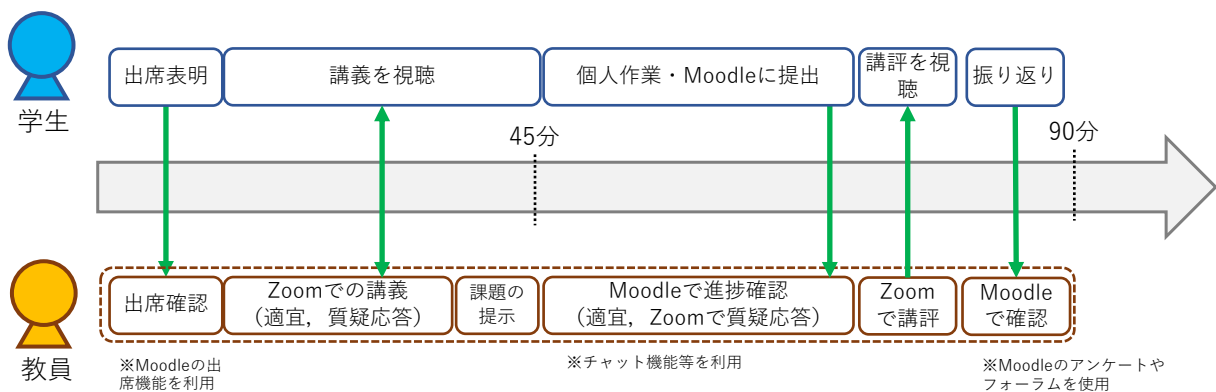 出席表明
講義を視聴
個人作業・Moodleに提出
講評を視
聴
振り返り
学生
45分
90分
出席確認
Zoomでの講義
(適宜，質疑応答)
課題の
提示
Moodleで進捗確認
(適宜，Zoomで質疑応答)
Zoom
で講評
Moodle
で確認
教員
※Moodleの出
席機能を利用
※チャット機能等を利用
※Moodleのアンケートや
フォーラムを使用